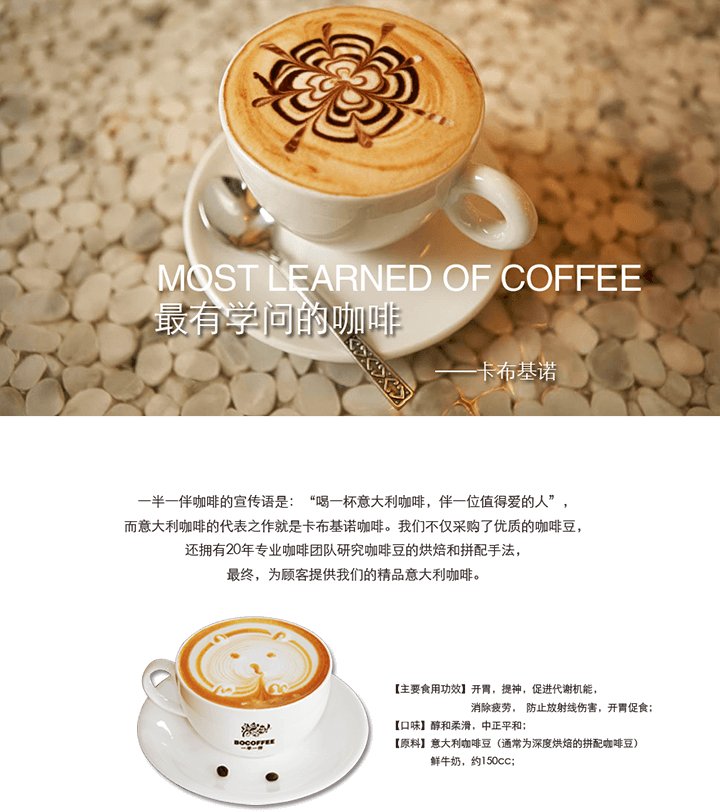 MOST LEARNED OF COFFEE
最有学问的咖啡
——卡布基诺
一半一伴咖啡的宣传语是：“喝一杯意大利咖啡，伴一位值得爱的人”，
而意大利咖啡的代表之作就是卡布基诺咖啡。我们不仅采购了优质的咖啡豆，
还拥有20年专业咖啡团队研究咖啡豆的烘焙和拼配手法，
最终，为顾客提供我们的精品意大利咖啡。
【主要食用功效】开胃，提神，促进代谢机能，
消除疲劳， 防止放射线伤害，开胃促食；
【口味】醇和柔滑，中正平和；
【原料】意大利咖啡豆（通常为深度烘焙的拼配咖啡豆）
鲜牛奶，约150cc；
BOCOFFEE
一半一伴